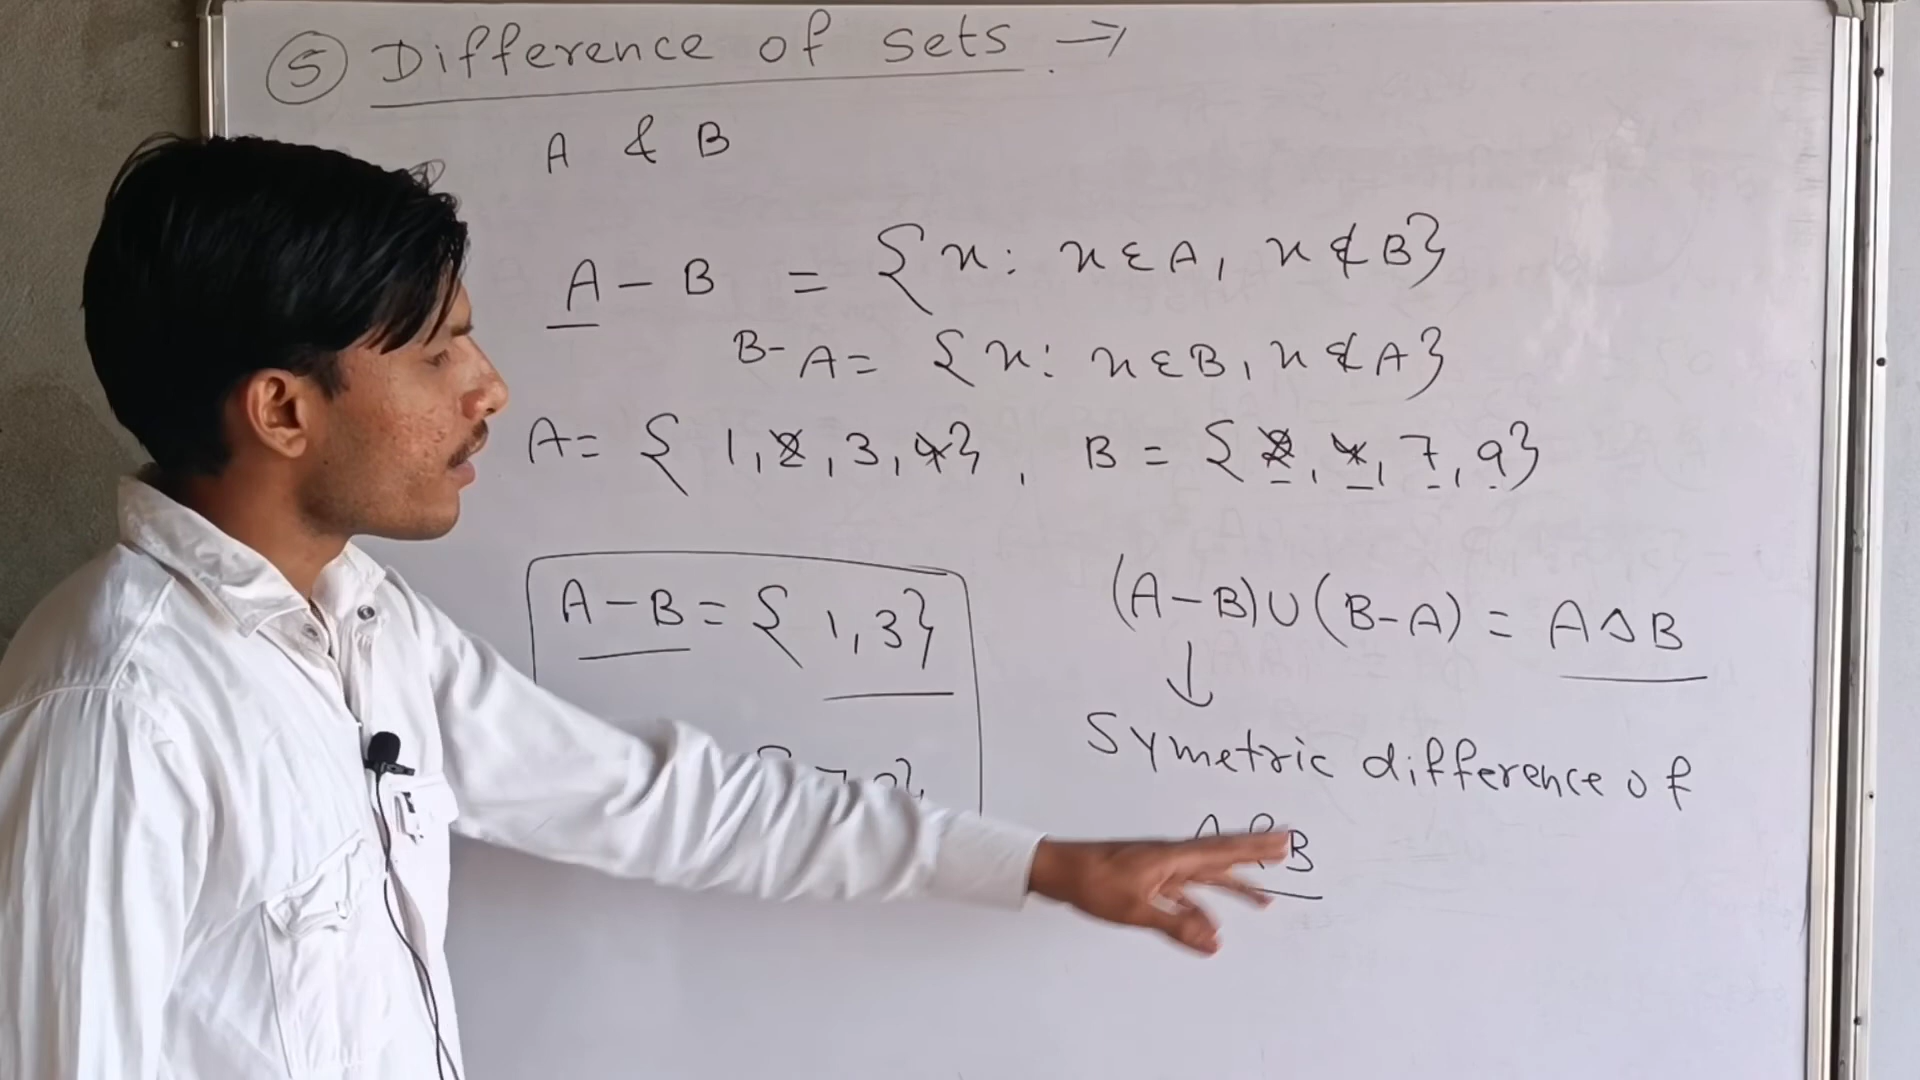 ⑤ Difference of sets →
A & B
A - B = {x : x ∈ A, x ∉ B}
B - A = {x : x ∈ B, x ∉ A}
A = {1, 2, 3, 4}, B = {2, 4, 7, 9}
A - B = {1, 3}
(A - B) ∪ (B - A) = A Δ B
↓
Symetric difference of
A & B